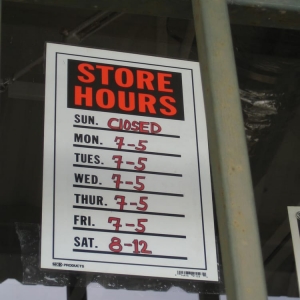 STORE
HOURS
SUN. CLOSED
MON. 7-5
TUES. 7-5
WED. 7-5
THUR. 7-5
FRI. 7-5
SAT. 8-12
PRODUCTS